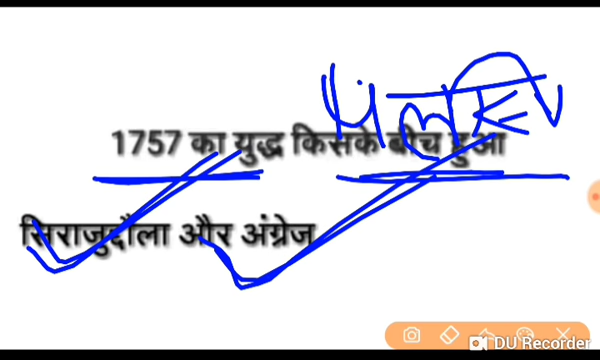 1757 का युद्ध किसके बीच हुआ
सिराजुद्दौला और अंग्रेज
DU Recorder